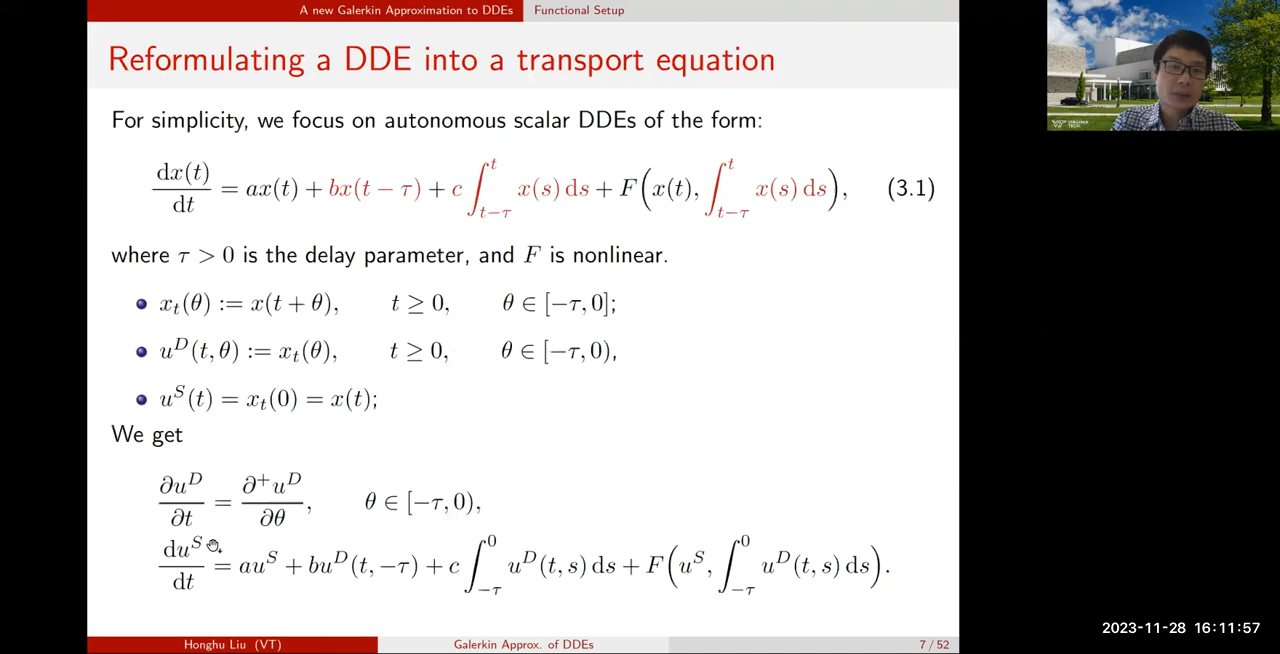 A new Galerkin Approximation to DDEs Functional Setup
Reformulating a DDE into a transport equation
For simplicity, we focus on autonomous scalar DDEs of the form:
dx(t)/dt = ax(t) + bx(t − τ) + c ∫_{t−τ}^{t} x(s) ds + F(x(t), ∫_{t−τ}^{t} x(s) ds), (3.1)
where τ > 0 is the delay parameter, and F is nonlinear.
x_t(θ) := x(t + θ), t ≥ 0, θ ∈ [−τ, 0];
u^D(t, θ) := x_t(θ), t ≥ 0, θ ∈ [−τ, 0),
u^S(t) = x_t(0) = x(t);
We get
∂u^D/∂t = ∂^+u^D/∂θ, θ ∈ [−τ, 0),
du^S/dt = au^S + bu^D(t, −τ) + c ∫_{−τ}^{0} u^D(t, s) ds + F(u^S, ∫_{−τ}^{0} u^D(t, s) ds).
Honghu Liu (VT) Galerkin Approx. of DDEs 7 / 52
VIRGINIA TECH
2023-11-28 16:11:57